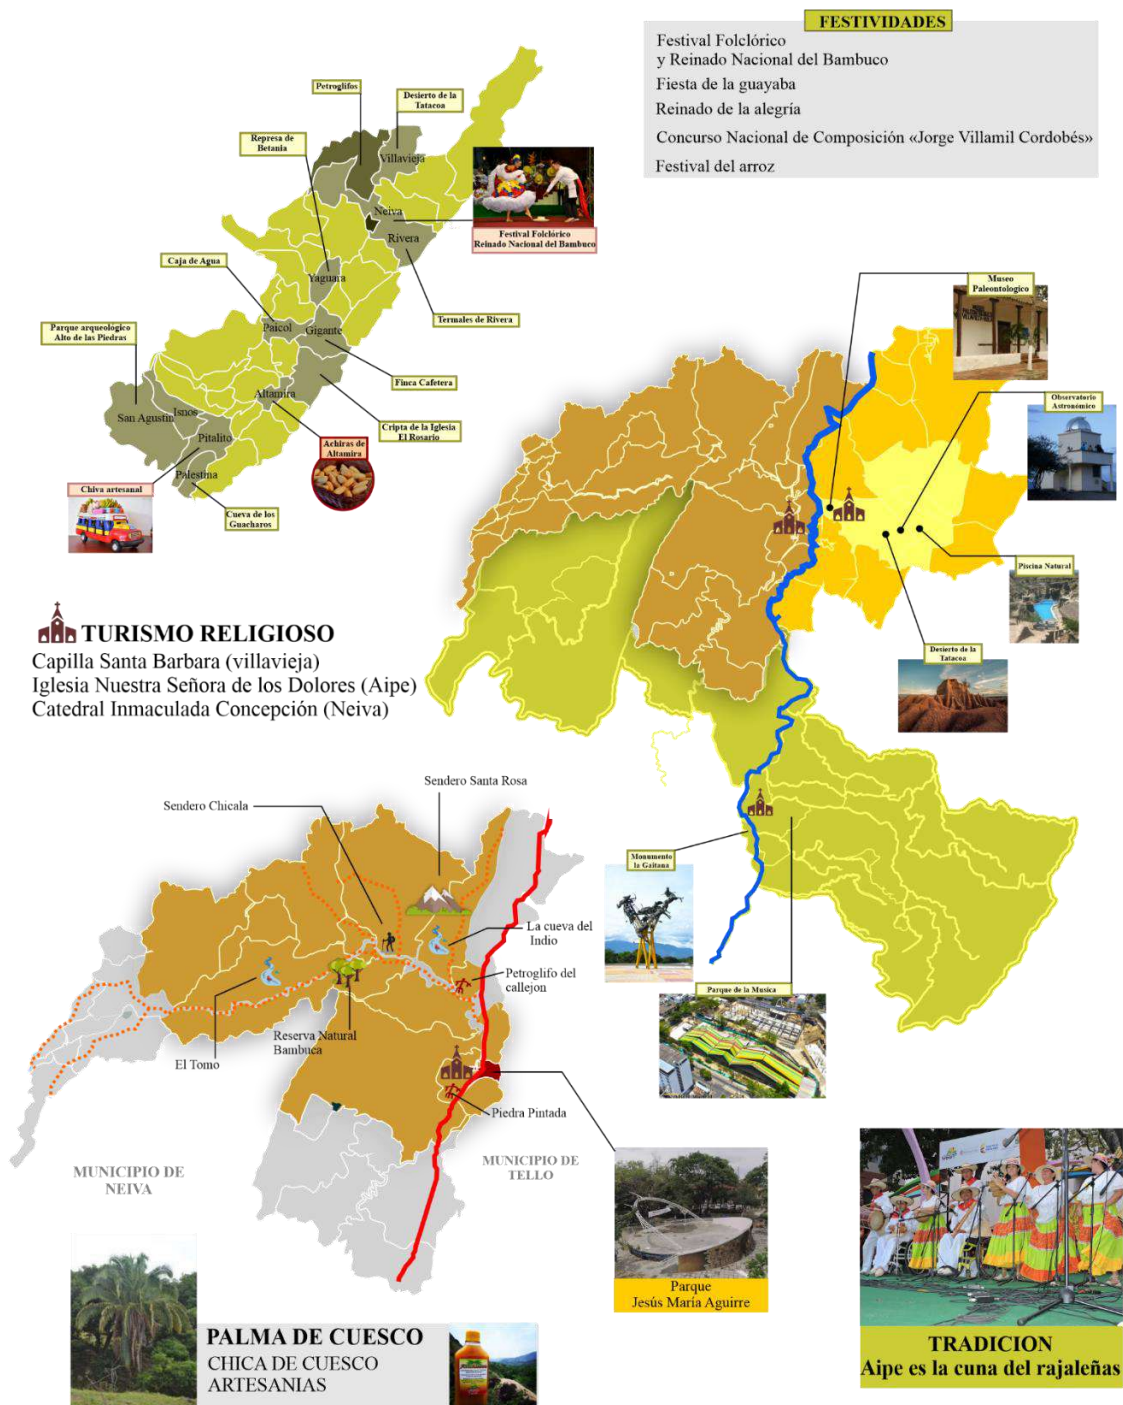 FESTIVIDADES
Festival Folclórico
y Reinado Nacional del Bambuco
Fiesta de la guayaba
Reinado de la alegría
Concurso Nacional de Composición «Jorge Villamil Cordobés»
Festival del arroz
Petroglifos
Desierto de la
Tatacoa
Represa de
Betania
Villavieja
Neiva
Rivera
Festival Folclórico
Reinado Nacional del Bambuco
Caja de Agua
Yaguara
Termales de Rivera
Parque arqueológico
Alto de las Piedras
Paicol
Gigante
Finca Cafetera
Altamira
San Agustin
Isnos
Pitalito
Cripta de la Iglesia
El Rosario
Achiras de
Altamira
Palestina
Chiva artesanal
Cueva de los
Guacharos
Museo
Paleontologico
Observatorio
Astronómico
Piscina Natural
Desierto de la
Tatacoa
TURISMO RELIGIOSO
Capilla Santa Barbara (villavieja)
Iglesia Nuestra Señora de los Dolores (Aipe)
Catedral Inmaculada Concepción (Neiva)
Monumento
la Gaitana
Parque de la Musica
Sendero Santa Rosa
Sendero Chicala
La cueva del
Indio
Petroglifo del
callejon
Reserva Natural
Bambuca
El Tomo
Piedra Pintada
MUNICIPIO DE
NEIVA
MUNICIPIO DE
TELLO
Parque
Jesús María Aguirre
PALMA DE CUESCO
CHICA DE CUESCO
ARTESANIAS
TRADICION
Aipe es la cuna del rajaleñas